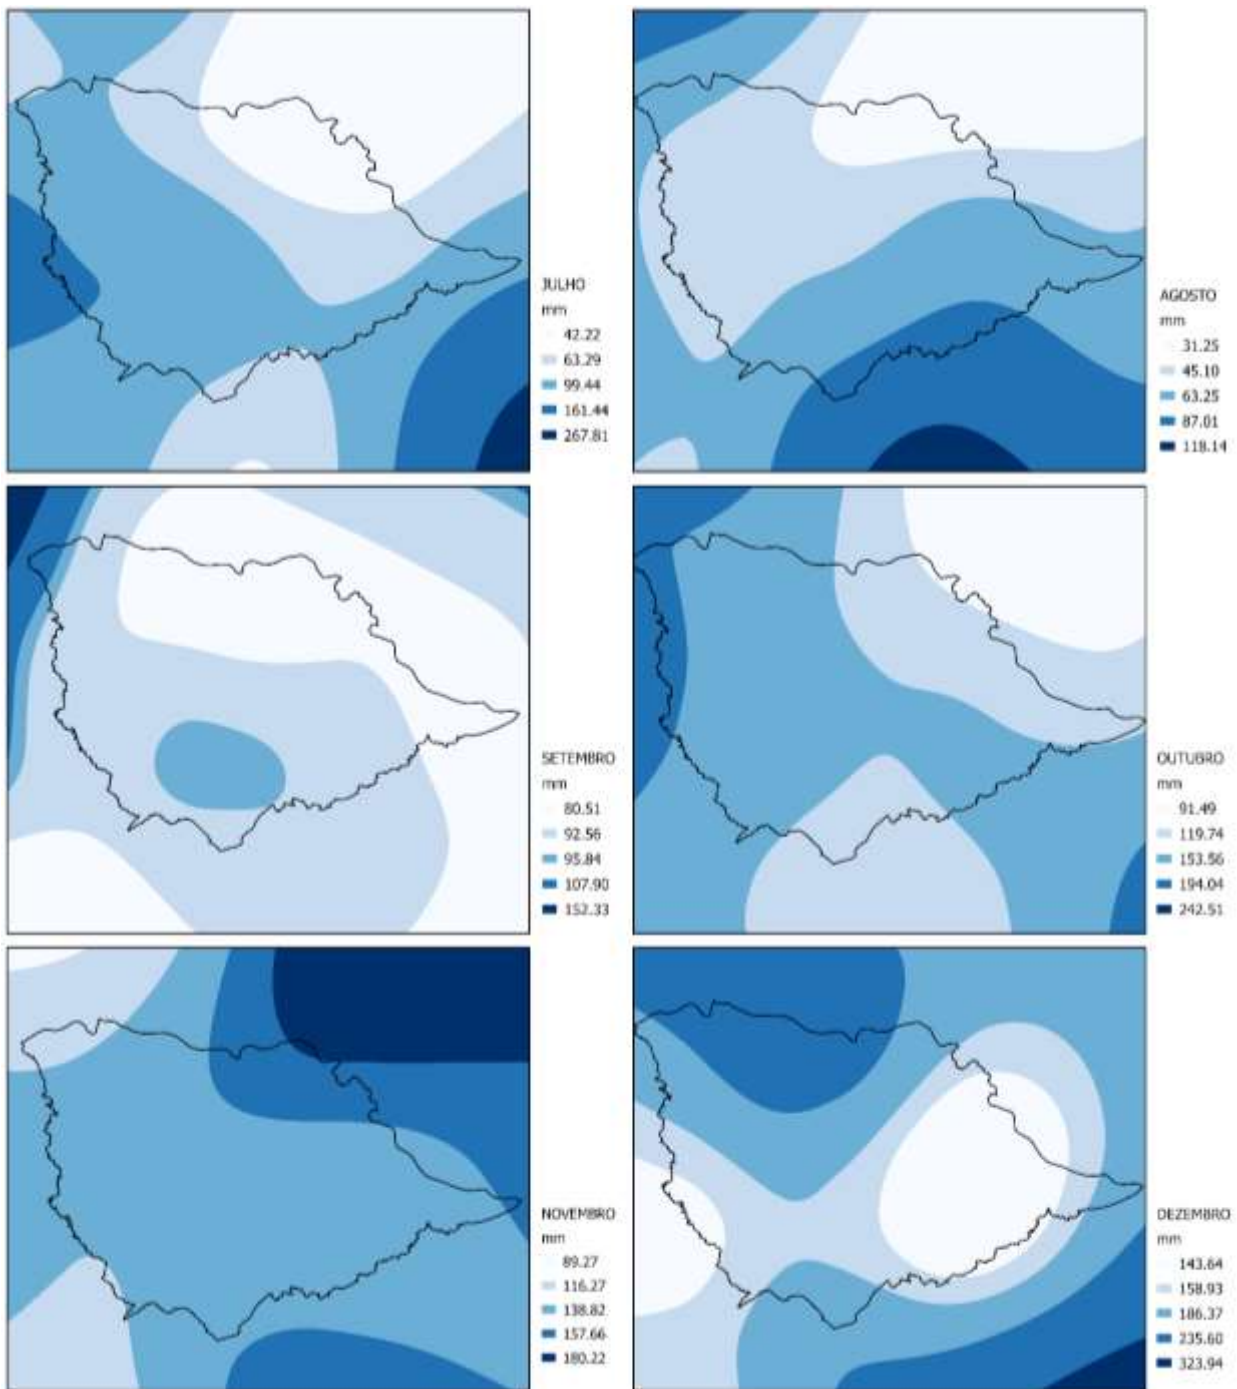 JULHO
mm
42.22
63.29
99.44
161.44
267.81
AGOSTO
mm
31.25
45.10
63.25
87.01
118.14
SETEMBRO
mm
80.51
92.56
95.84
107.90
152.33
OUTUBRO
mm
91.49
119.74
153.56
194.04
242.51
NOVEMBRO
mm
89.27
116.27
138.82
157.66
180.22
DEZEMBRO
mm
143.64
158.93
186.37
235.60
323.94